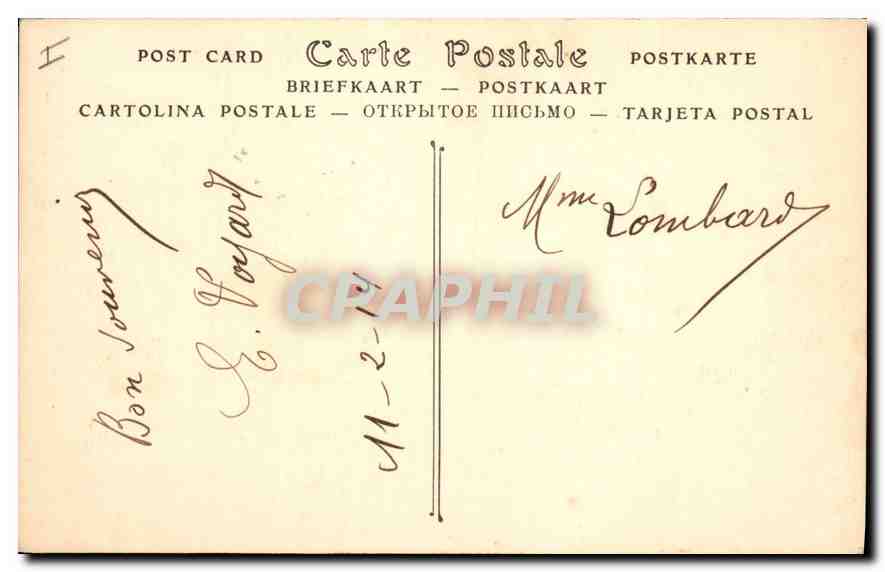 POST CARD Carte Postale POSTKARTE
BRIEFKAART — POSTKAART
CARTOLINA POSTALE — ОТКРЫТОЕ ПИСЬМО — TARJETA POSTAL
Bon souvenir
E. Voyard
11-2-14
Mme Lombard
CPAPHIL